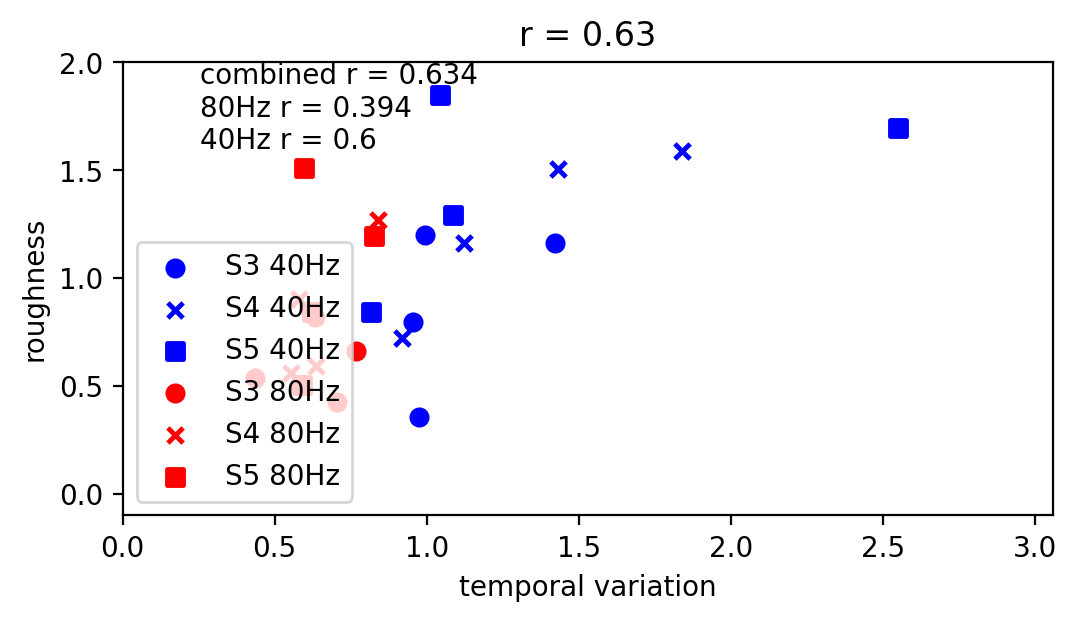 r = 0.63
combined r = 0.634
80Hz r = 0.394
40Hz r = 0.6
2.0
1.5
1.0
0.5
0.0
roughness
S3 40Hz
S4 40Hz
S5 40Hz
S3 80Hz
S4 80Hz
S5 80Hz
0.0 0.5 1.0 1.5 2.0 2.5 3.0
temporal variation